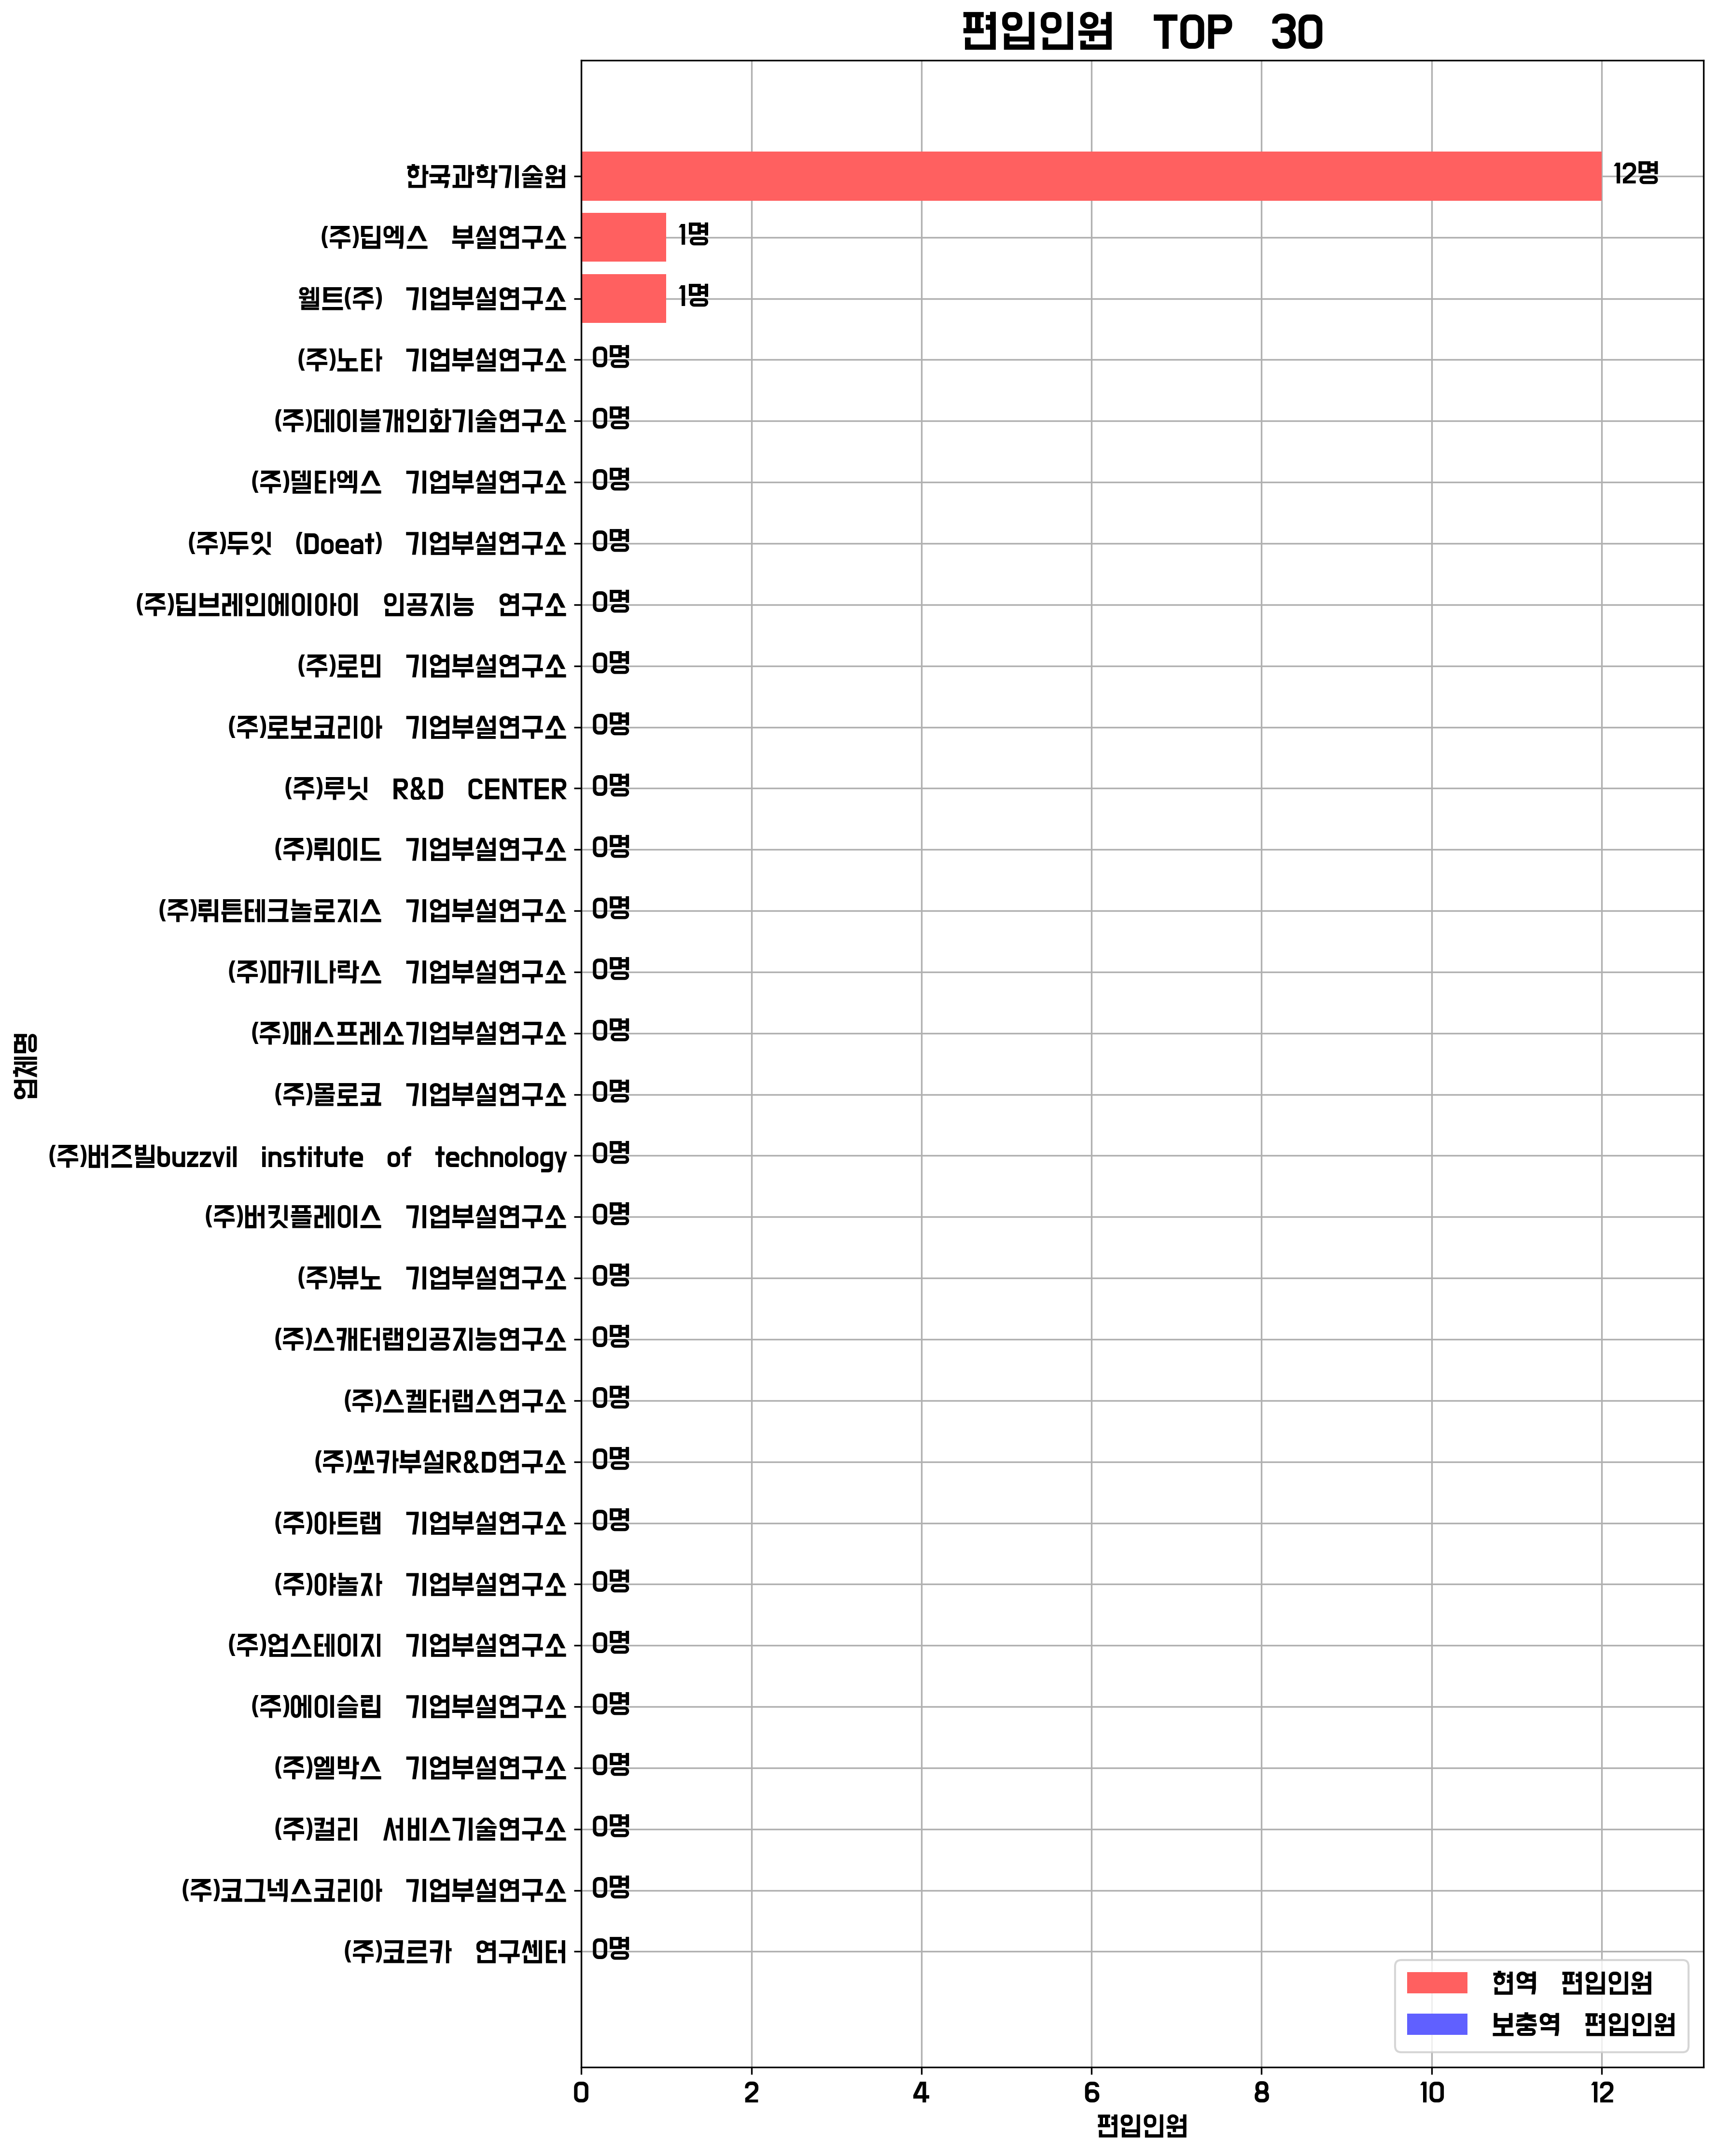 편입인원 TOP 30
한국과학기술원 12명
(주)딥엑스 부설연구소 1명
웰트(주) 기업부설연구소 1명
(주)노타 기업부설연구소 0명
(주)데이블개인화기술연구소 0명
(주)델타엑스 기업부설연구소 0명
(주)두잇 (Doeat) 기업부설연구소 0명
(주)딥브레인에이아이 인공지능 연구소 0명
(주)로민 기업부설연구소 0명
(주)로보코리아 기업부설연구소 0명
(주)루닛 R&D CENTER 0명
(주)뤼이드 기업부설연구소 0명
(주)뤼튼테크놀로지스 기업부설연구소 0명
(주)마키나락스 기업부설연구소 0명
(주)매스프레소기업부설연구소 0명
(주)몰로코 기업부설연구소 0명
(주)버즈빌buzzvil institute of technology 0명
(주)버킷플레이스 기업부설연구소 0명
(주)뷰노 기업부설연구소 0명
(주)스캐터랩인공지능연구소 0명
(주)스켈터랩스연구소 0명
(주)쏘카부설R&D연구소 0명
(주)아트랩 기업부설연구소 0명
(주)야놀자 기업부설연구소 0명
(주)업스테이지 기업부설연구소 0명
(주)에이슬립 기업부설연구소 0명
(주)엘박스 기업부설연구소 0명
(주)컬리 서비스기술연구소 0명
(주)코그넥스코리아 기업부설연구소 0명
(주)코르카 연구센터 0명
업체명
현역 편입인원
보충역 편입인원
0 2 4 6 8 10 12
편입인원